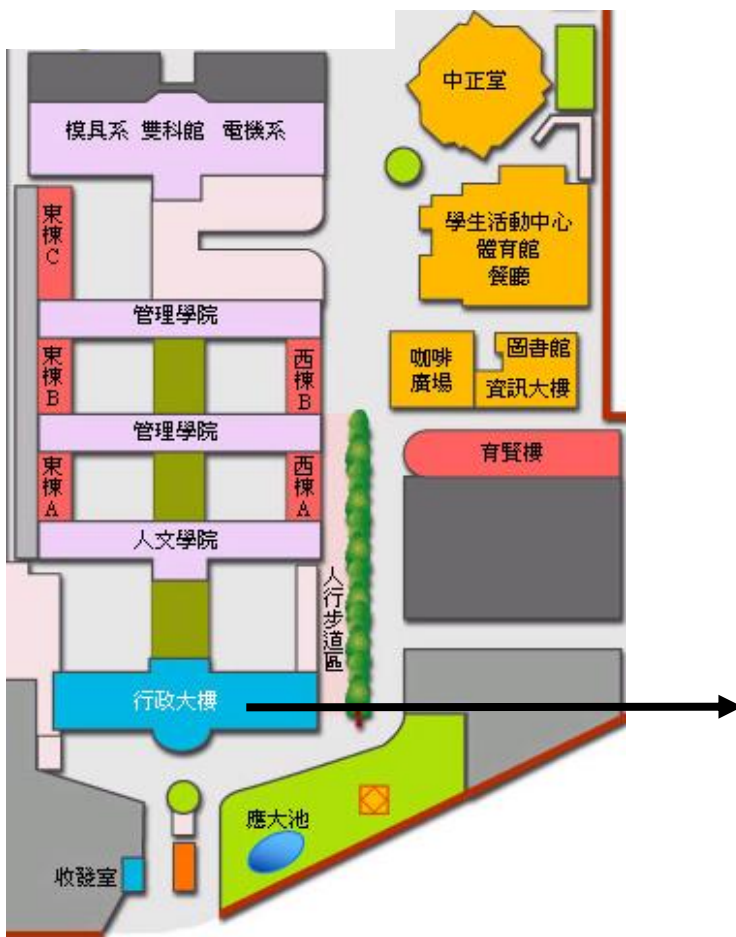 中正堂
模具系 雙科館 電機系
學生活動中心
體育館
餐廳
東棟C
管理學院
咖啡
廣場
圖書館
資訊大樓
東棟B
西棟B
管理學院
育賢樓
東棟A
西棟A
人文學院
人行步道區
行政大樓
應大池
收發室